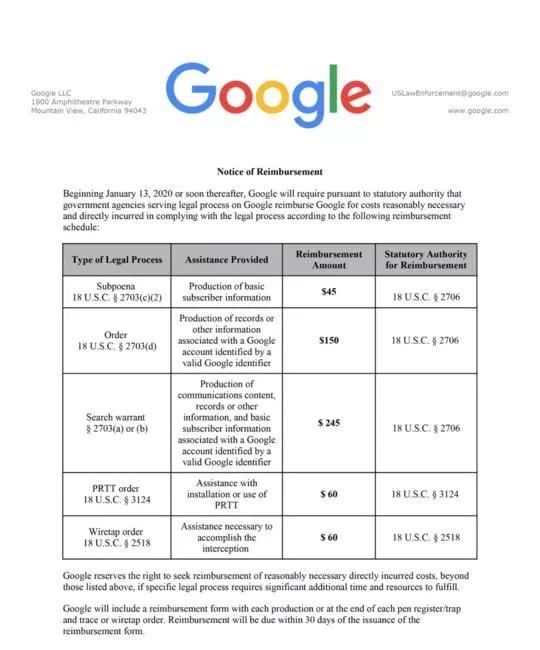 Google LLC
1600 Amphitheatre Parkway
Mountain View, California 94043
Google
USLawEnforcement@google.com
www.google.com
Notice of Reimbursement
Beginning January 13, 2020 or soon thereafter, Google will require pursuant to statutory authority that
government agencies serving legal process on Google reimburse Google for costs reasonably necessary
and directly incurred in complying with the legal process according to the following reimbursement
schedule:
Type of Legal Process
Assistance Provided
Reimbursement
Amount
Statutory Authority
for Reimbursement
Subpoena
18 U.S.C. § 2703(c)(2)
Production of basic
subscriber information
$45
18 U.S.C. § 2706
Order
18 U.S.C. § 2703(d)
Production of records or
other information
associated with a Google
account identified by a
valid Google identifier
$150
18 U.S.C. § 2706
Search warrant
§ 2703(a) or (b)
Production of
communications content,
records or other
information, and basic
subscriber information
associated with a Google
account identified by a
valid Google identifier
$ 245
18 U.S.C. § 2706
PRTT order
18 U.S.C. § 3124
Assistance with
installation or use of
PRTT
$ 60
18 U.S.C. § 3124
Wiretap order
18 U.S.C. § 2518
Assistance necessary to
accomplish the
interception
$ 60
18 U.S.C. § 2518
Google reserves the right to seek reimbursement of reasonably necessary directly incurred costs, beyond
those listed above, if specific legal process requires significant additional time and resources to fulfill.
Google will include a reimbursement form with each production or at the end of each pen register/trap
and trace or wiretap order. Reimbursement will be due within 30 days of the issuance of the
reimbursement form.